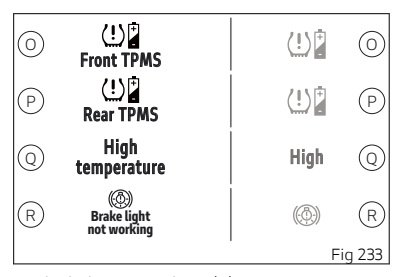 O Front TPMS O
P Rear TPMS P
Q High temperature High Q
R Brake light not working R
Fig 233